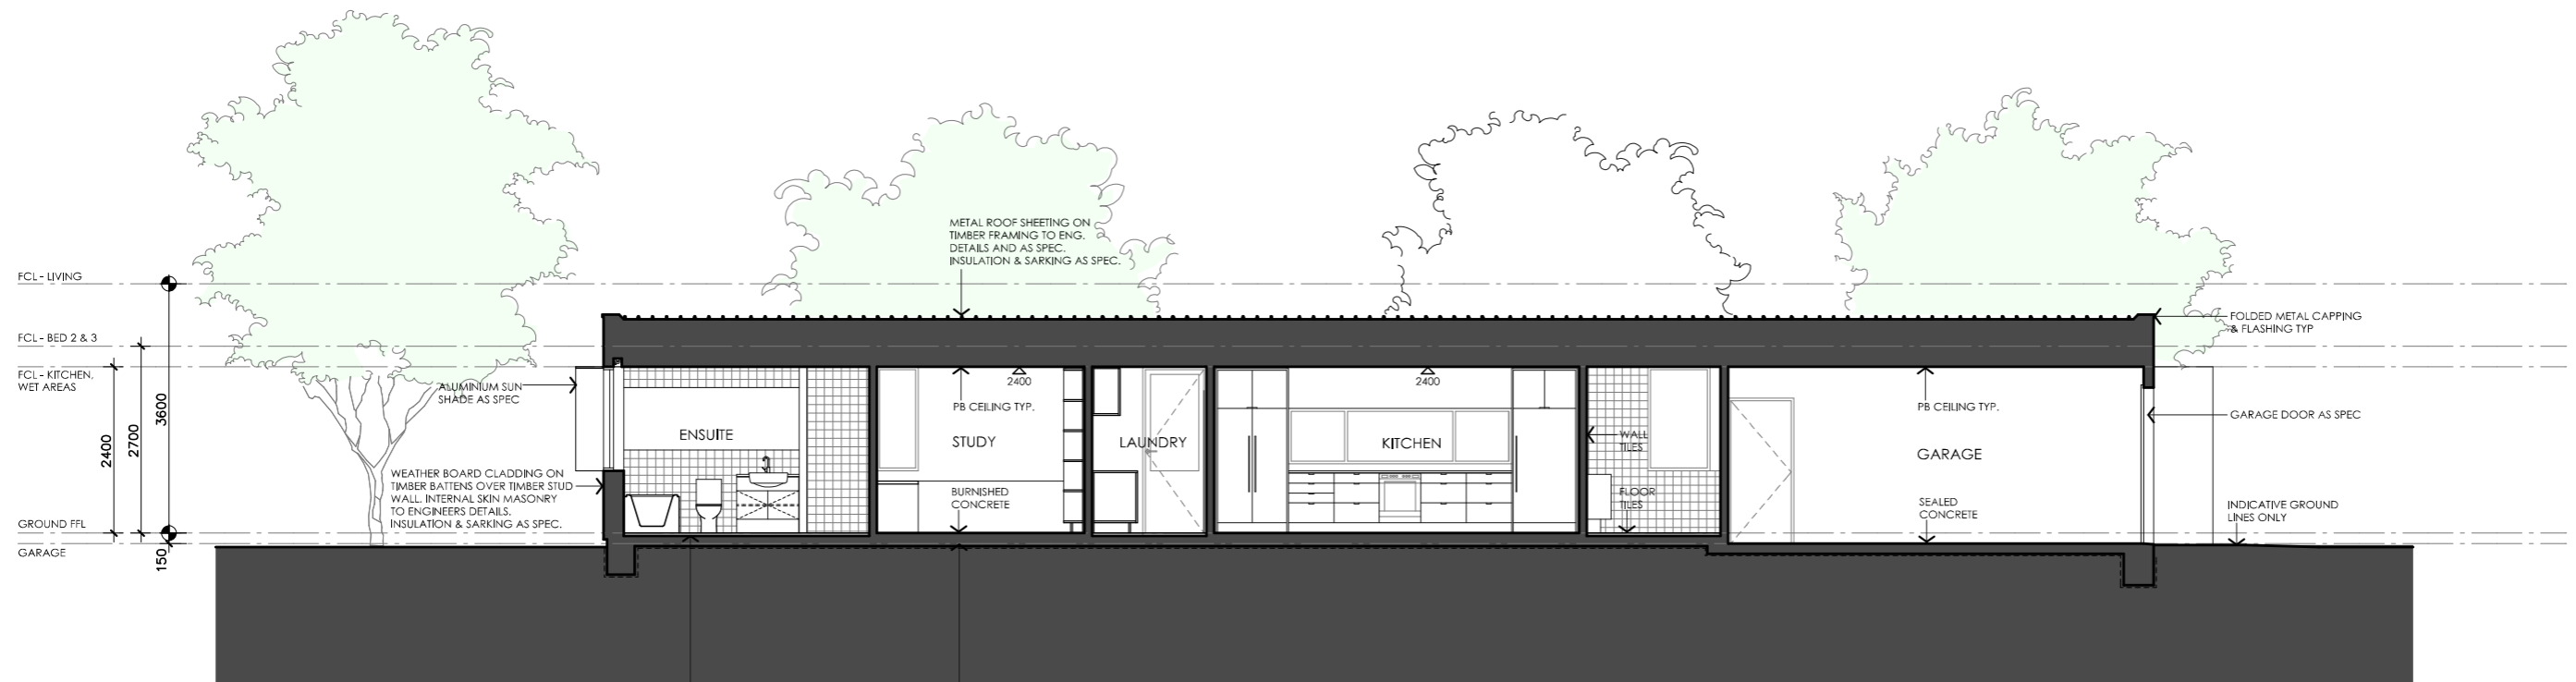 METAL ROOF SHEETING ON
TIMBER FRAMING TO ENG.
DETAILS AND AS SPEC.
INSULATION & SARKING AS SPEC.
FCL - LIVING
FOLDED METAL CAPPING
& FLASHING TYP
FCL - BED 2 & 3
FCL - KITCHEN,
WET AREAS
2400
2700
3600
150
ALUMINIUM SUN
SHADE AS SPEC
WEATHER BOARD CLADDING ON
TIMBER BATTENS OVER TIMBER STUD
WALL. INTERNAL SKIN MASONRY
TO ENGINEERS DETAILS.
INSULATION & SARKING AS SPEC.
GROUND FFL
GARAGE
ENSUITE
2400
PB CEILING TYP.
STUDY
BURNISHED
CONCRETE
LAUNDRY
2400
KITCHEN
WALL
TILES
FLOOR
TILES
PB CEILING TYP.
GARAGE
SEALED
CONCRETE
GARAGE DOOR AS SPEC
INDICATIVE GROUND
LINES ONLY